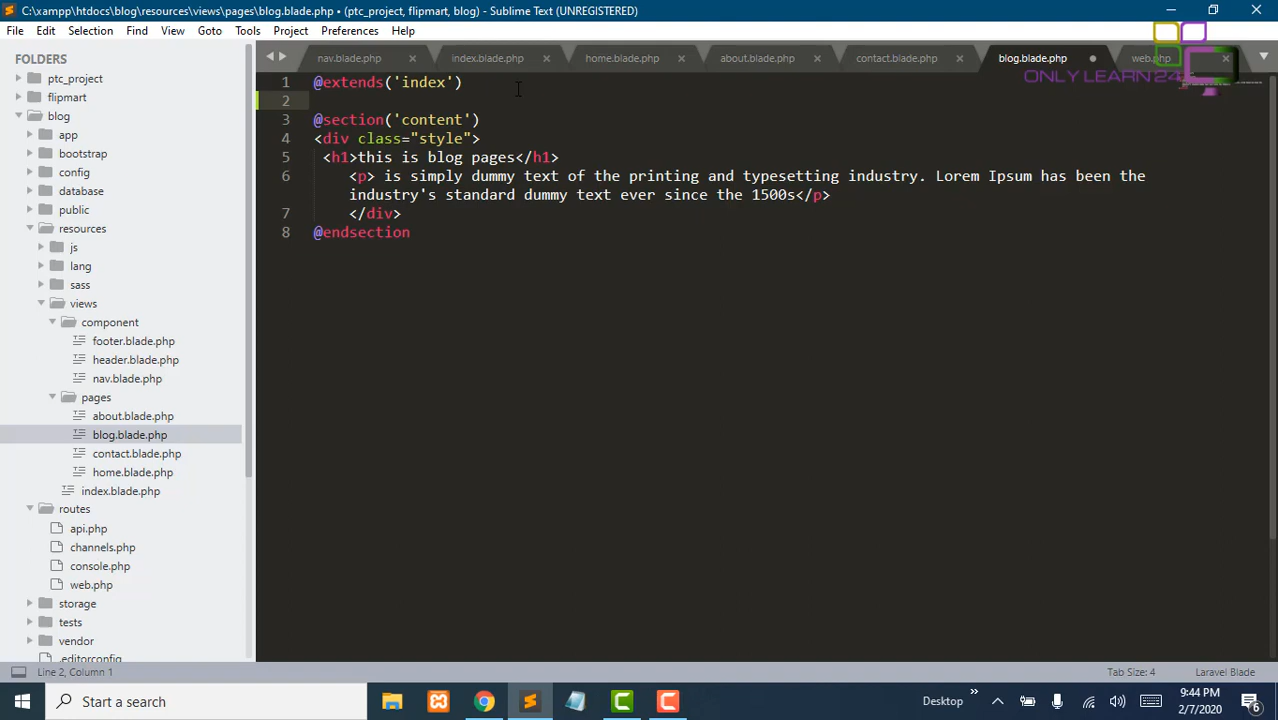 C:\xampp\htdocs\blog\resources\views\pages\blog.blade.php • (ptc_project, flipmart, blog) - Sublime Text (UNREGISTERED)
File Edit Selection Find View Goto Tools Project Preferences Help
FOLDERS
ptc_project
flipmart
blog
app
bootstrap
config
database
public
resources
js
lang
sass
views
component
footer.blade.php
header.blade.php
nav.blade.php
pages
about.blade.php
blog.blade.php
contact.blade.php
home.blade.php
index.blade.php
routes
api.php
channels.php
console.php
web.php
storage
tests
vendor
.editorconfig
nav.blade.php index.blade.php home.blade.php about.blade.php contact.blade.php blog.blade.php web.php
ONLY LEARN 24
1 @extends('index')
2
3 @section('content')
4 <div class="style">
5 <h1>this is blog pages</h1>
6 <p> is simply dummy text of the printing and typesetting industry. Lorem Ipsum has been the
industry's standard dummy text ever since the 1500s</p>
7 </div>
8 @endsection
Line 2, Column 1 Tab Size: 4 Laravel Blade
Start a search Desktop 9:44 PM
2/7/2020 6